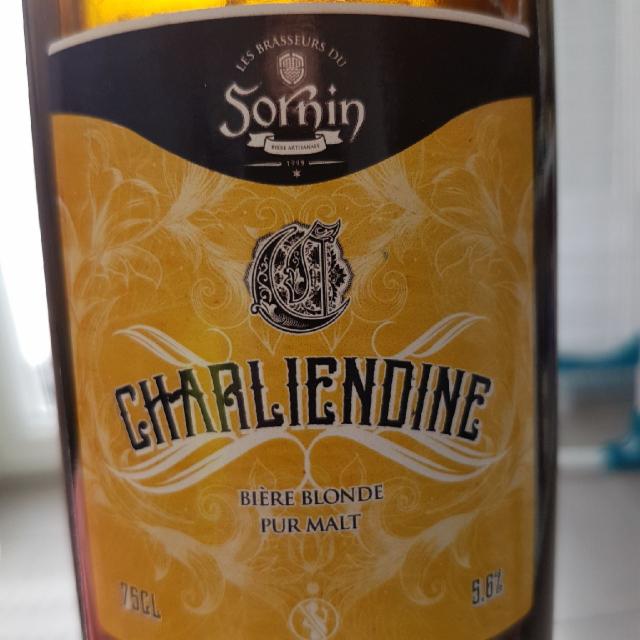 LES BRASSEURS DU
Sornin
BIÈRE ARTISANALE
1999
C
CHARLIENDINE
BIÈRE BLONDE
PUR MALT
75CL
5.6%